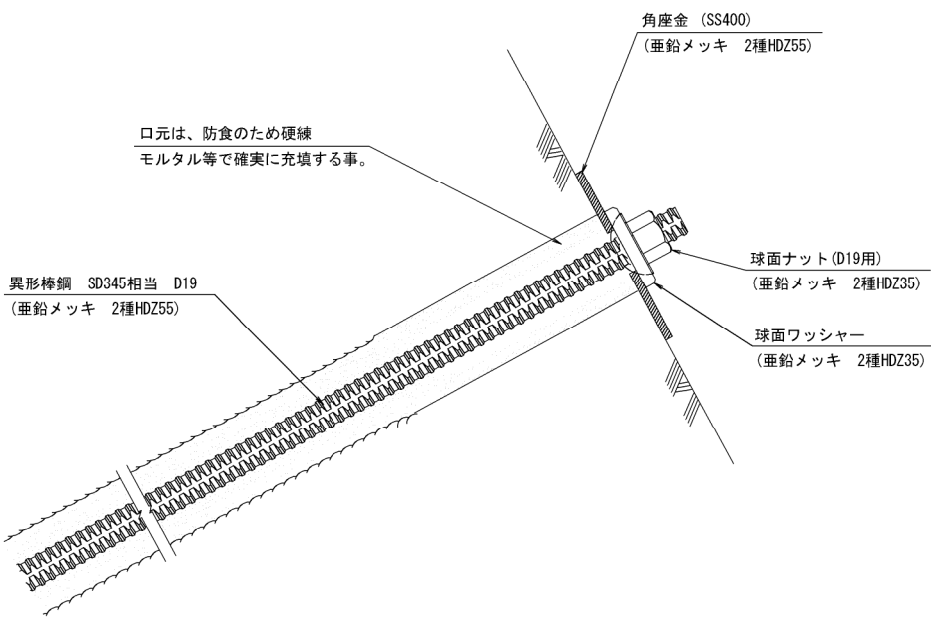 角座金 (SS400)
(亜鉛メッキ 2種HDZ55)
口元は、防食のため硬練
モルタル等で確実に充填する事。
球面ナット(D19用)
(亜鉛メッキ 2種HDZ35)
異形棒鋼 SD345相当 D19
(亜鉛メッキ 2種HDZ55)
球面ワッシャー
(亜鉛メッキ 2種HDZ35)